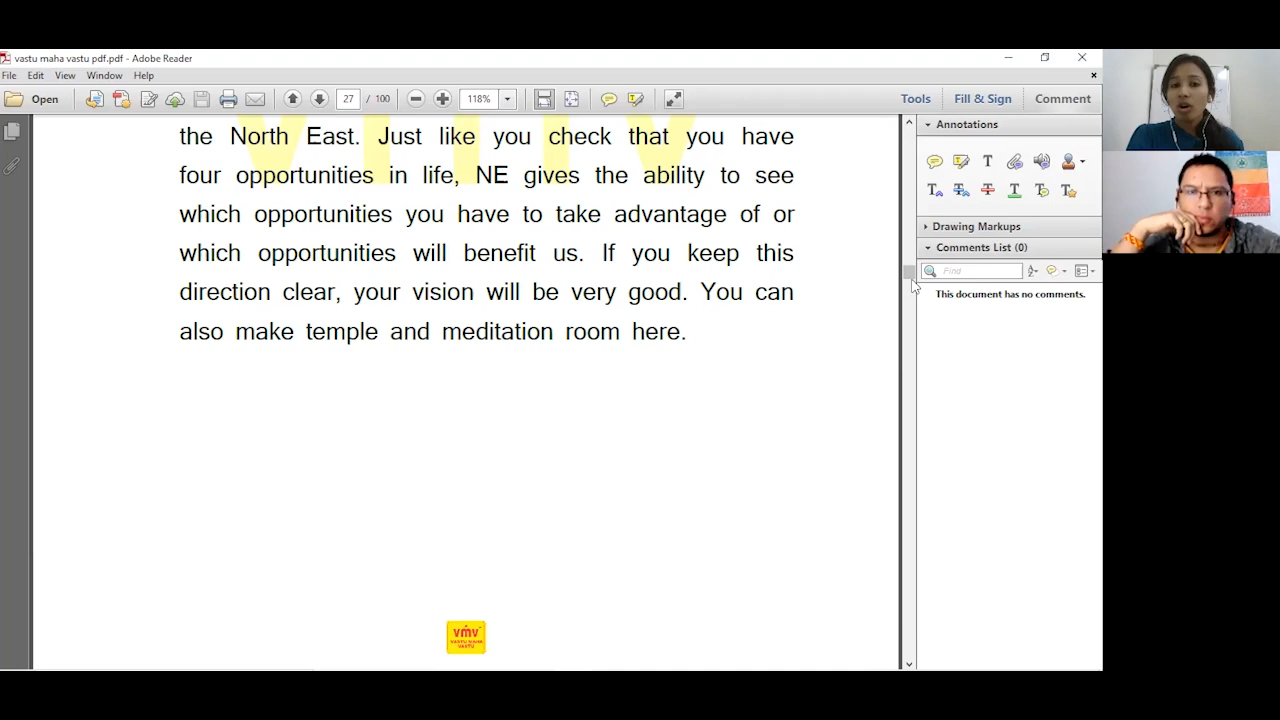 vastu maha vastu pdf.pdf - Adobe Reader
File Edit View Window Help
Open 27 / 100 118% Tools Fill & Sign Comment
Annotations
Drawing Markups
Comments List (0)
Find
This document has no comments.
the North East. Just like you check that you have
four opportunities in life, NE gives the ability to see
which opportunities you have to take advantage of or
which opportunities will benefit us. If you keep this
direction clear, your vision will be very good. You can
also make temple and meditation room here.
vmv
VASTU MAHA
VASTU